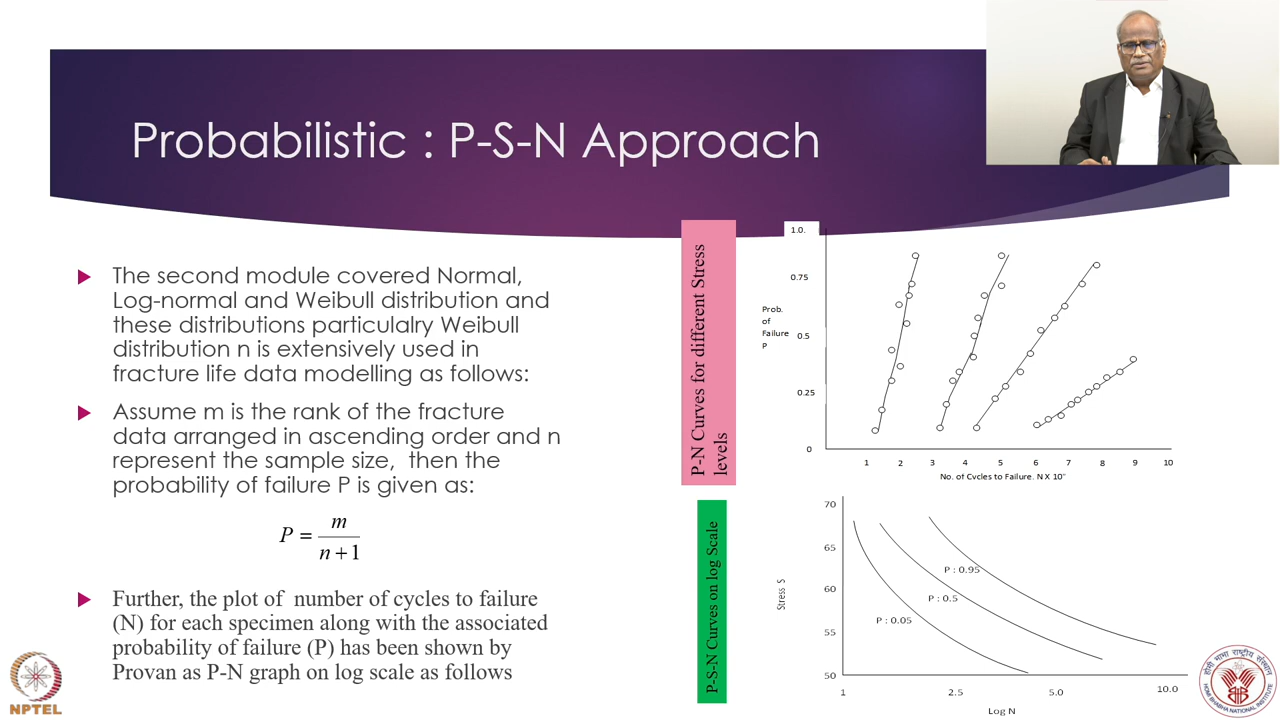 Probabilistic : P-S-N Approach
The second module covered Normal,
Log-normal and Weibull distribution and
these distributions particulalry Weibull
distribution n is extensively used in
fracture life data modelling as follows:
Assume m is the rank of the fracture
data arranged in ascending order and n
represent the sample size, then the
probability of failure P is given as:
P = m / n + 1
Further, the plot of number of cycles to failure
(N) for each specimen along with the associated
probability of failure (P) has been shown by
Provan as P-N graph on log scale as follows
P-N Curves for different Stress
levels
1.0.
0.75
Prob.
of
Failure
P
0.5
0.25
0
1 2 3 4 5 6 7 8 9 10
No. of Cycles to Failure. N X 10"
P-S-N Curves on log Scale
70
65
60
55
50
Stress S
P : 0.95
P : 0.5
P : 0.05
1 2.5 5.0 10.0
Log N
NPTEL
होमी भाभा राष्ट्रीय संस्थान
HOMI BHABHA NATIONAL INSTITUTE